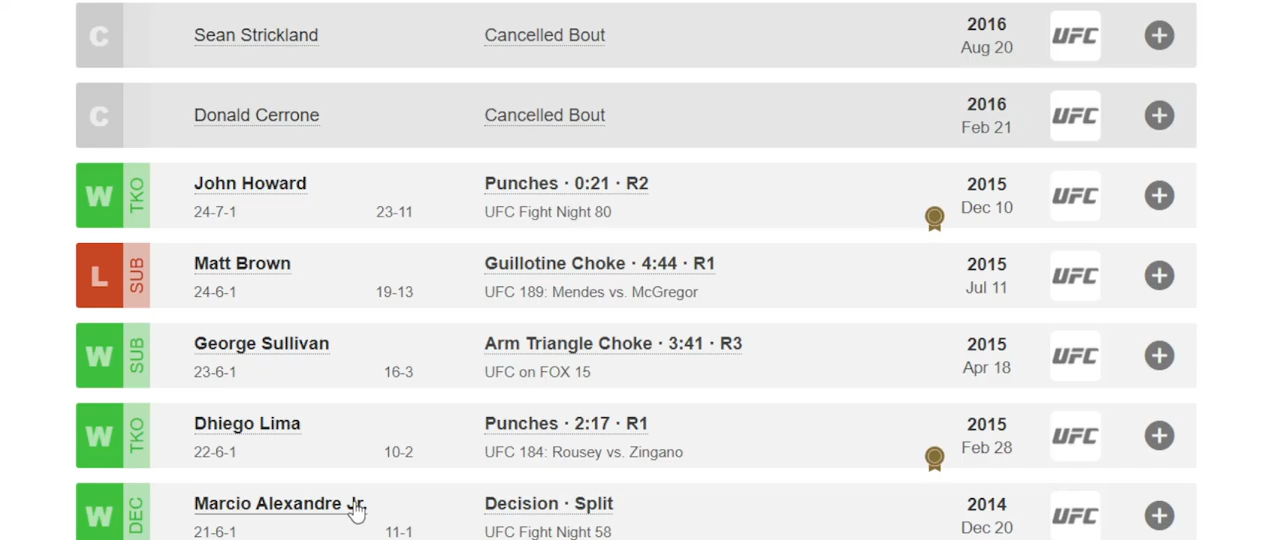 C Sean Strickland Cancelled Bout 2016
Aug 20 UFC
C Donald Cerrone Cancelled Bout 2016
Feb 21 UFC
W TKO John Howard Punches · 0:21 · R2 2015
24-7-1 23-11 UFC Fight Night 80 Dec 10 UFC
L SUB Matt Brown Guillotine Choke · 4:44 · R1 2015
24-6-1 19-13 UFC 189: Mendes vs. McGregor Jul 11 UFC
W SUB George Sullivan Arm Triangle Choke · 3:41 · R3 2015
23-6-1 16-3 UFC on FOX 15 Apr 18 UFC
W TKO Dhiego Lima Punches · 2:17 · R1 2015
22-6-1 10-2 UFC 184: Rousey vs. Zingano Feb 28 UFC
W DEC Marcio Alexandre Jr. Decision · Split 2014
21-6-1 11-1 UFC Fight Night 58 Dec 20 UFC